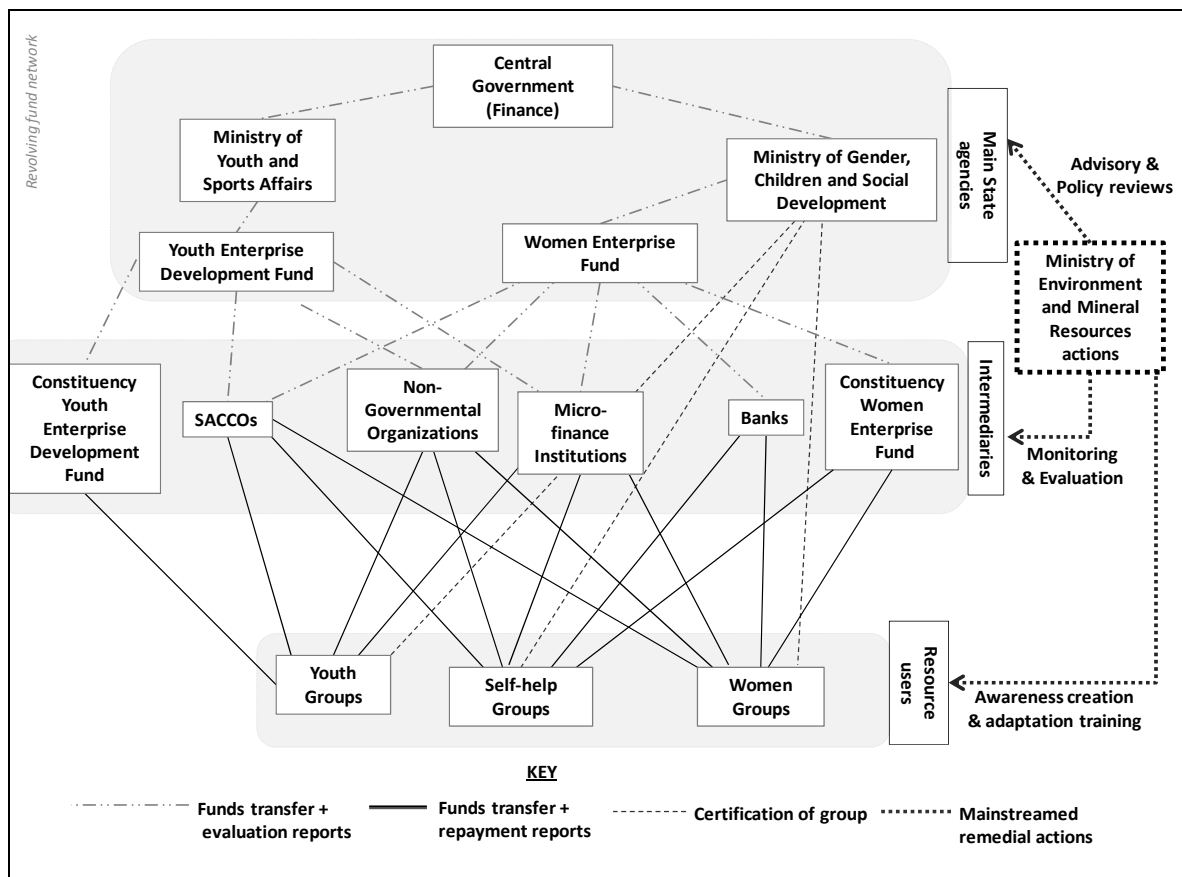 Revolving fund network
Central
Government
(Finance)
Ministry of
Youth and
Sports Affairs
Ministry of Gender,
Children and Social
Development
Main State
agencies
Advisory &
Policy reviews
Youth Enterprise
Development Fund
Women Enterprise
Fund
Ministry of
Environment
and Mineral
Resources
actions
Constituency
Youth
Enterprise
Development
Fund
SACCOs
Non-
Governmental
Organizations
Micro-
finance
Institutions
Banks
Constituency
Women
Enterprise
Fund
Intermediaries
Monitoring
& Evaluation
Youth
Groups
Self-help
Groups
Women
Groups
Resource
users
Awareness creation
& adaptation training
KEY
Funds transfer +
evaluation reports
Funds transfer +
repayment reports
Certification of group
Mainstreamed
remedial actions